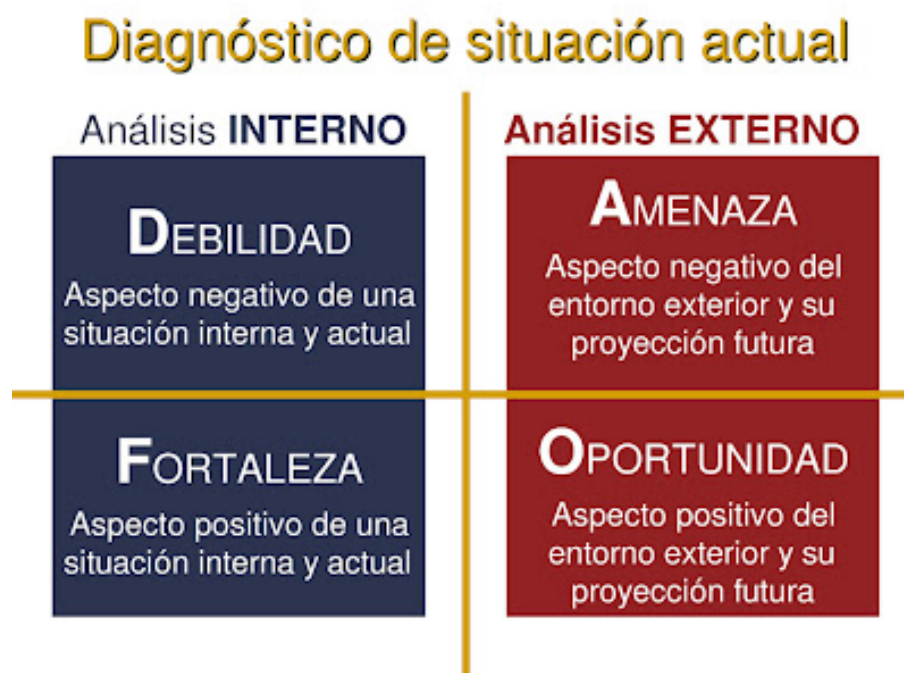 Diagnóstico de situación actual
Análisis INTERNO
DEBILIDAD
Aspecto negativo de una
situación interna y actual
FORTALEZA
Aspecto positivo de una
situación interna y actual
Análisis EXTERNO
AMENAZA
Aspecto negativo del
entorno exterior y su
proyección futura
OPORTUNIDAD
Aspecto positivo del
entorno exterior y su
proyección futura